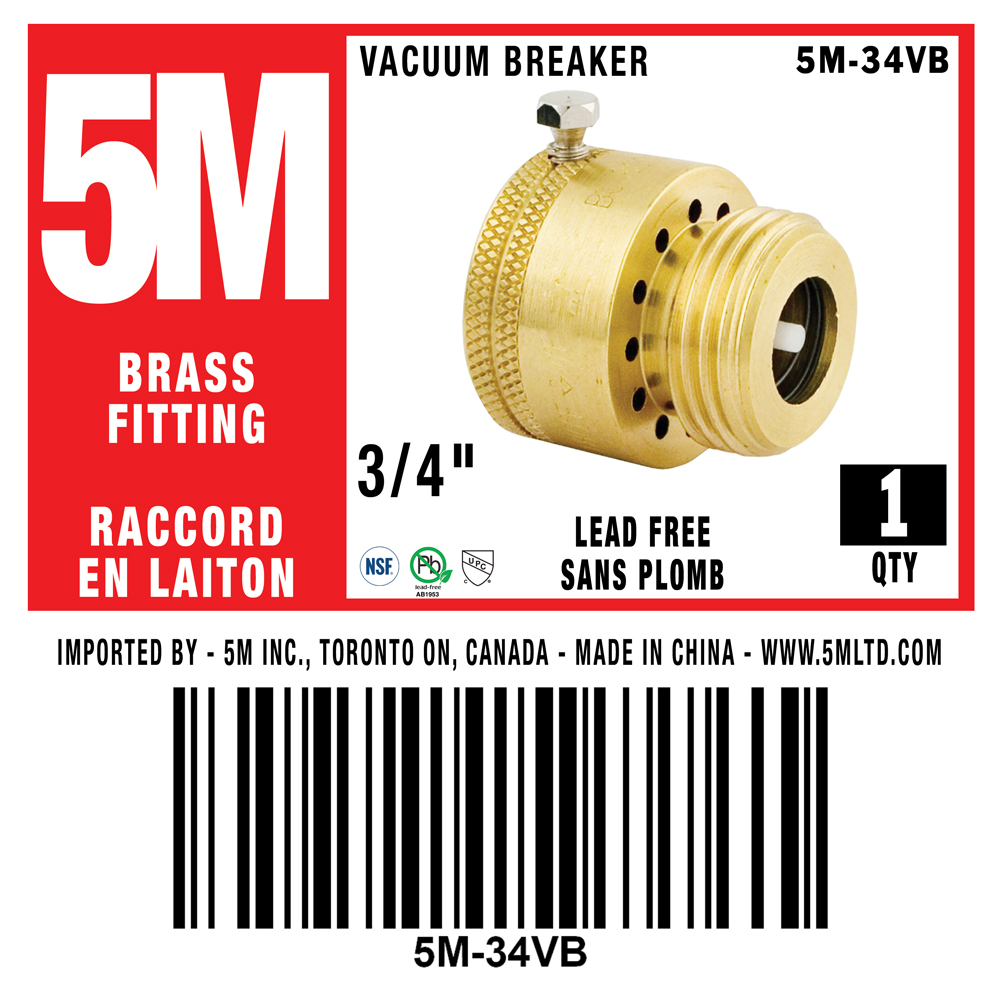 5M
BRASS
FITTING
RACCORD
EN LAITON
VACUUM BREAKER
5M-34VB
3/4"
NSF
Pb
lead-free
AB1953
UPC
C
LEAD FREE
SANS PLOMB
1
QTY
IMPORTED BY - 5M INC., TORONTO ON, CANADA - MADE IN CHINA - WWW.5MLTD.COM
5M-34VB